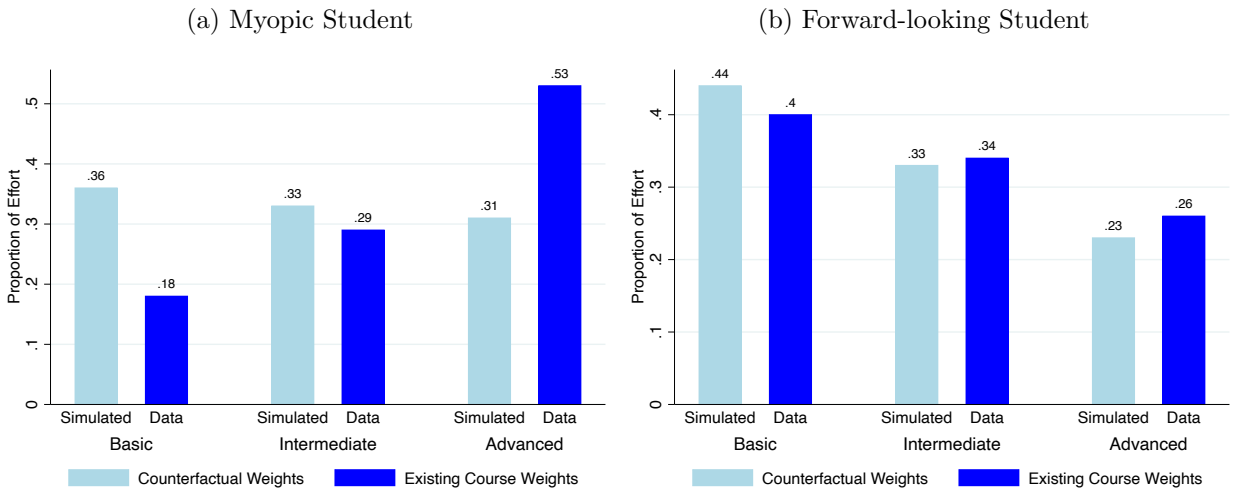 (a) Myopic Student
Proportion of Effort
0 .1 .2 .3 .4 .5
.36 .18 .33 .29 .31 .53
Simulated Data Simulated Data Simulated Data
Basic Intermediate Advanced
Counterfactual Weights Existing Course Weights
(b) Forward-looking Student
Proportion of Effort
0 .1 .2 .3 .4
.44 .4 .33 .34 .23 .26
Simulated Data Simulated Data Simulated Data
Basic Intermediate Advanced
Counterfactual Weights Existing Course Weights